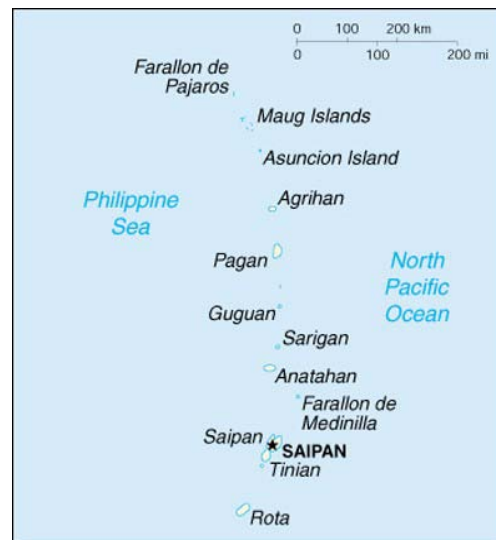 0 100 200 km
0 100 200 mi
Farallon de
Pajaros
Maug Islands
Asuncion Island
Philippine
Sea
Agrihan
Pagan
North
Pacific
Ocean
Guguan
Sarigan
Anatahan
Farallon de
Medinilla
Saipan
SAIPAN
Tinian
Rota